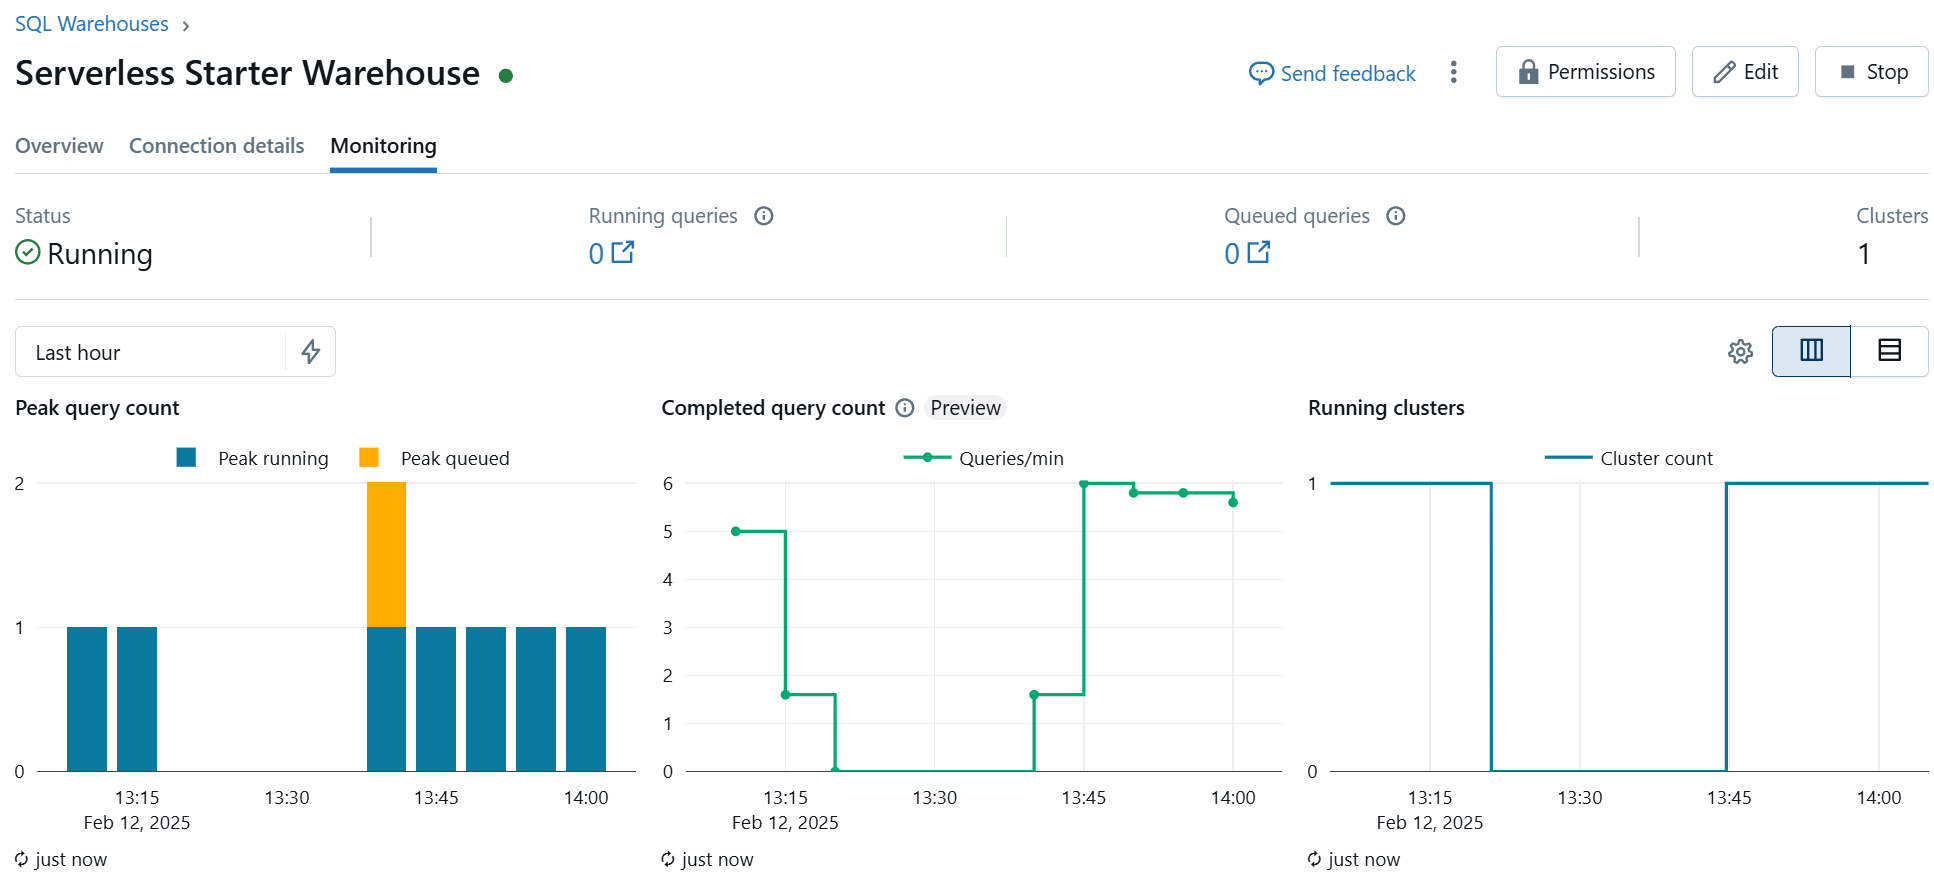 SQL Warehouses
Serverless Starter Warehouse
Send feedback
Permissions
Edit
Stop
Overview
Connection details
Monitoring
Status
Running
Running queries
0
Queued queries
0
Clusters
1
Last hour
Peak query count
Peak running
Peak queued
2
1
0
13:15
13:30
13:45
14:00
Feb 12, 2025
just now
Completed query count
Preview
Queries/min
6
5
4
3
2
1
0
13:15
13:30
13:45
14:00
Feb 12, 2025
just now
Running clusters
Cluster count
1
0
13:15
13:30
13:45
14:00
Feb 12, 2025
just now